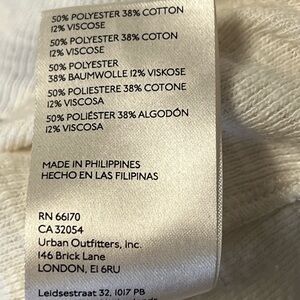 50% POLYESTER 38% COTTON
12% VISCOSE
50% POLYESTER 38% COTON
12% VISCOSE
50% POLYESTER
38% BAUMWOLLE 12% VISKOSE
50% POLIESTERE 38% COTONE
12% VISCOSA
50% POLIÉSTER 38% ALGODÓN
12% VISCOSA
MADE IN PHILIPPINES
HECHO EN LAS FILIPINAS
RN 66170
CA 32054
Urban Outfitters, Inc.
146 Brick Lane
LONDON, E1 6RU
Leidsestraat 32, 1017 PB